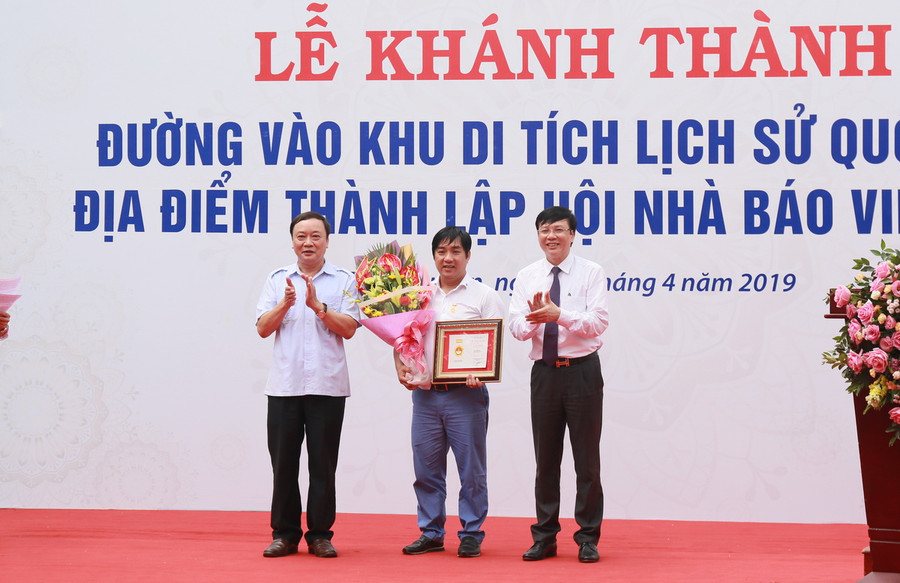 LỄ KHÁNH THÀNH
ĐƯỜNG VÀO KHU DI TÍCH LỊCH SỬ QUỐ
ĐỊA ĐIỂM THÀNH LẬP HỘI NHÀ BÁO VI
tháng 4 năm 2019